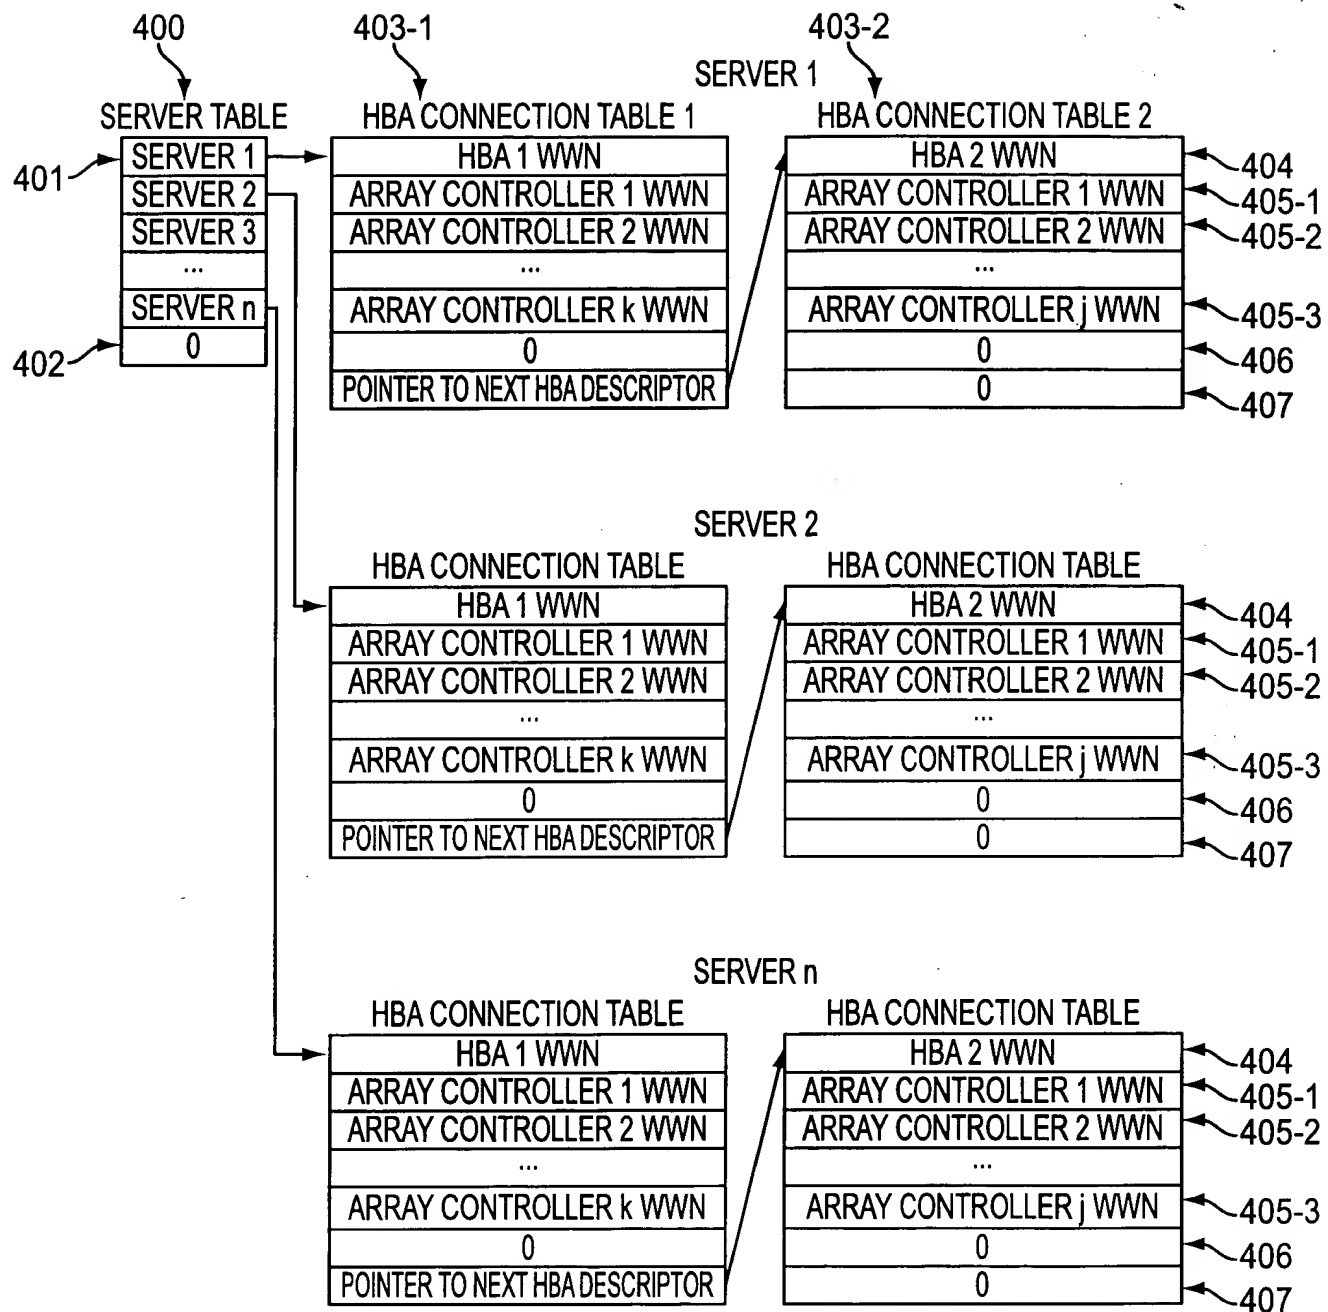 400
403-1
403-2
SERVER 1
SERVER TABLE
HBA CONNECTION TABLE 1
HBA CONNECTION TABLE 2
401
SERVER 1
SERVER 2
SERVER 3
...
SERVER n
0
402
HBA 1 WWN
ARRAY CONTROLLER 1 WWN
ARRAY CONTROLLER 2 WWN
...
ARRAY CONTROLLER k WWN
0
POINTER TO NEXT HBA DESCRIPTOR
HBA 2 WWN
ARRAY CONTROLLER 1 WWN
ARRAY CONTROLLER 2 WWN
...
ARRAY CONTROLLER j WWN
0
0
404
405-1
405-2
405-3
406
407
SERVER 2
HBA CONNECTION TABLE
HBA 1 WWN
ARRAY CONTROLLER 1 WWN
ARRAY CONTROLLER 2 WWN
...
ARRAY CONTROLLER k WWN
0
POINTER TO NEXT HBA DESCRIPTOR
HBA CONNECTION TABLE
HBA 2 WWN
ARRAY CONTROLLER 1 WWN
ARRAY CONTROLLER 2 WWN
...
ARRAY CONTROLLER j WWN
0
0
404
405-1
405-2
405-3
406
407
SERVER n
HBA CONNECTION TABLE
HBA 1 WWN
ARRAY CONTROLLER 1 WWN
ARRAY CONTROLLER 2 WWN
...
ARRAY CONTROLLER k WWN
0
POINTER TO NEXT HBA DESCRIPTOR
HBA CONNECTION TABLE
HBA 2 WWN
ARRAY CONTROLLER 1 WWN
ARRAY CONTROLLER 2 WWN
...
ARRAY CONTROLLER j WWN
0
0
404
405-1
405-2
405-3
406
407